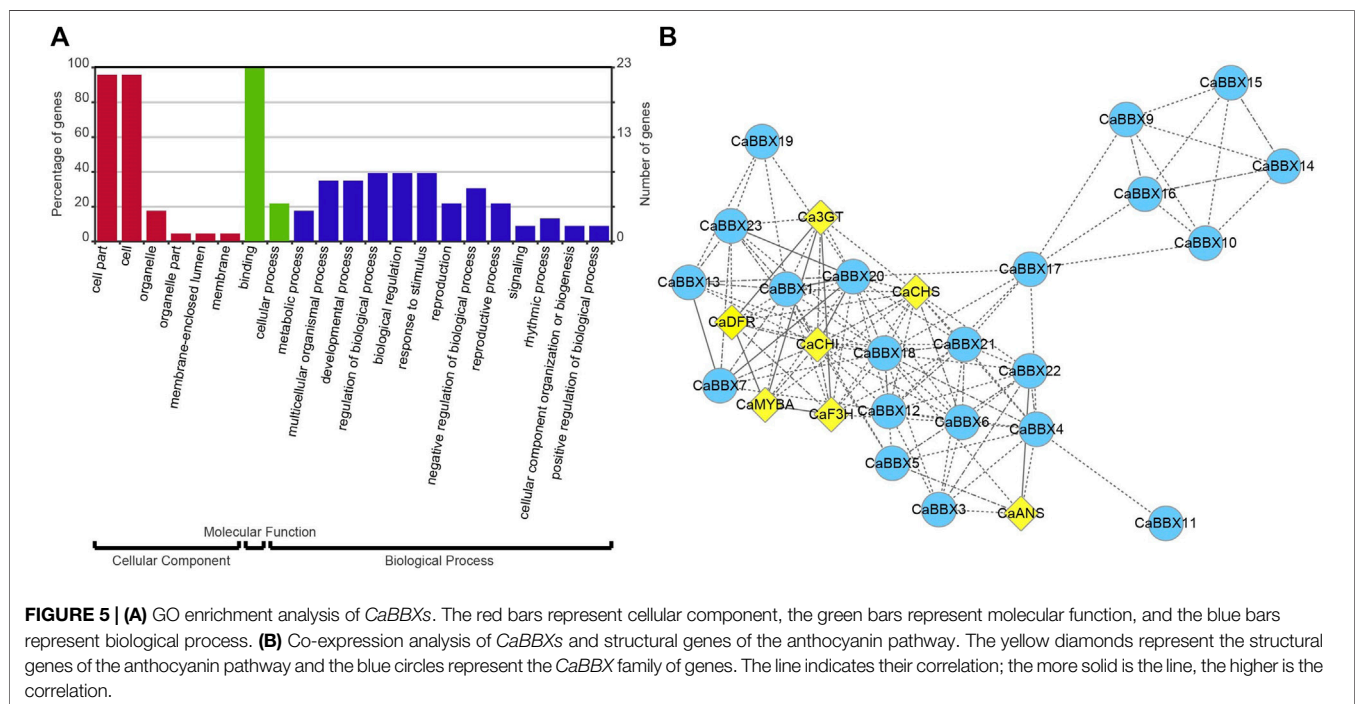 A
B
100
80
60
40
20
0
Percentage of genes
23
13
0
Number of genes
cell part
cell
organelle
organelle part
membrane-enclosed lumen
membrane
binding
cellular process
metabolic process
multicellular organismal process
developmental process
regulation of biological process
biological regulation
response to stimulus
reproduction
negative regulation of biological process
reproductive process
signaling
rhythmic process
cellular component organization or biogenesis
positive regulation of biological process
Molecular Function
Cellular Component
Biological Process
CaBBX15
CaBBX9
CaBBX19
CaBBX14
CaBBX16
Ca3GT
CaBBX23
CaBBX10
CaBBX17
CaBBX13
CaBBX1
CaBBX20
CaCHS
CaDFR
CaCHI
CaBBX18
CaBBX21
CaBBX22
CaBBX7
CaMYBA
CaF3H
CaBBX12
CaBBX6
CaBBX4
CaBBX5
CaBBX3
CaANS
CaBBX11
FIGURE 5 | (A) GO enrichment analysis of CaBBXs. The red bars represent cellular component, the green bars represent molecular function, and the blue bars
represent biological process. (B) Co-expression analysis of CaBBXs and structural genes of the anthocyanin pathway. The yellow diamonds represent the structural
genes of the anthocyanin pathway and the blue circles represent the CaBBX family of genes. The line indicates their correlation; the more solid is the line, the higher is the
correlation.